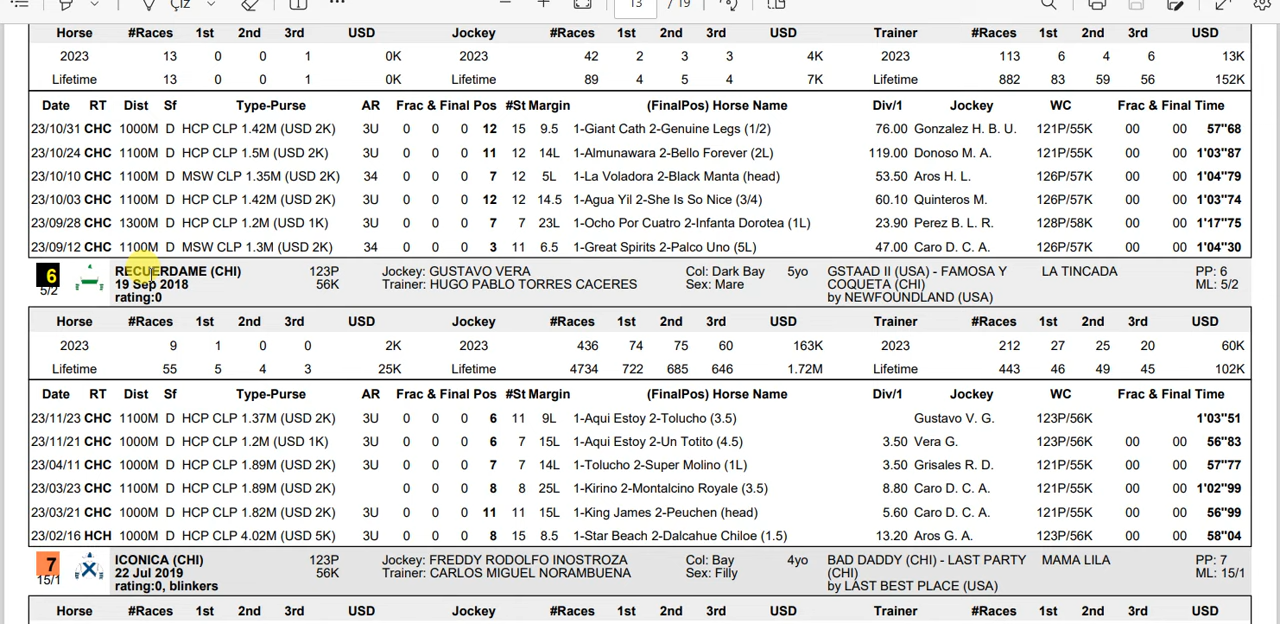 Çiz 13 / 19
Horse #Races 1st 2nd 3rd USD Jockey #Races 1st 2nd 3rd USD Trainer #Races 1st 2nd 3rd USD
2023 13 0 0 1 0K 2023 42 2 3 3 4K 2023 113 6 4 6 13K
Lifetime 13 0 0 1 0K Lifetime 89 4 5 4 7K Lifetime 882 83 59 56 152K
Date RT Dist Sf Type-Purse AR Frac & Final Pos #St Margin (FinalPos) Horse Name Div/1 Jockey WC Frac & Final Time
23/10/31 CHC 1000M D HCP CLP 1.42M (USD 2K) 3U 0 0 0 12 15 9.5 1-Giant Cath 2-Genuine Legs (1/2) 76.00 Gonzalez H. B. U. 121P/55K 00 00 57"68
23/10/24 CHC 1100M D HCP CLP 1.5M (USD 2K) 3U 0 0 0 11 12 14L 1-Almunawara 2-Bello Forever (2L) 119.00 Donoso M. A. 121P/55K 00 00 1'03"87
23/10/10 CHC 1100M D MSW CLP 1.35M (USD 2K) 34 0 0 0 7 12 5L 1-La Voladora 2-Black Manta (head) 53.50 Aros H. L. 126P/57K 00 00 1'04"79
23/10/03 CHC 1100M D HCP CLP 1.42M (USD 2K) 3U 0 0 0 12 12 14.5 1-Agua Yil 2-She Is So Nice (3/4) 60.10 Quinteros M. 126P/57K 00 00 1'03"74
23/09/28 CHC 1300M D HCP CLP 1.2M (USD 1K) 3U 0 0 0 7 7 23L 1-Ocho Por Cuatro 2-Infanta Dorotea (1L) 23.90 Perez B. L. R. 128P/58K 00 00 1'17"75
23/09/12 CHC 1100M D MSW CLP 1.3M (USD 2K) 34 0 0 0 3 11 6.5 1-Great Spirits 2-Palco Uno (5L) 47.00 Caro D. C. A. 126P/57K 00 00 1'04"30
6 RECUERDAME (CHI) 123P Jockey: GUSTAVO VERA Col: Dark Bay 5yo GSTAAD II (USA) - FAMOSA Y LA TINCADA PP: 6
5/2 19 Sep 2018 56K Trainer: HUGO PABLO TORRES CACERES Sex: Mare COQUETA (CHI) ML: 5/2
rating:0 by NEWFOUNDLAND (USA)
Horse #Races 1st 2nd 3rd USD Jockey #Races 1st 2nd 3rd USD Trainer #Races 1st 2nd 3rd USD
2023 9 1 0 0 2K 2023 436 74 75 60 163K 2023 212 27 25 20 60K
Lifetime 55 5 4 3 25K Lifetime 4734 722 685 646 1.72M Lifetime 443 46 49 45 102K
Date RT Dist Sf Type-Purse AR Frac & Final Pos #St Margin (FinalPos) Horse Name Div/1 Jockey WC Frac & Final Time
23/11/23 CHC 1100M D HCP CLP 1.37M (USD 2K) 3U 0 0 0 6 11 9L 1-Aqui Estoy 2-Tolucho (3.5) Gustavo V. G. 123P/56K 1'03"51
23/11/21 CHC 1000M D HCP CLP 1.2M (USD 1K) 3U 0 0 0 6 7 15L 1-Aqui Estoy 2-Un Totito (4.5) 3.50 Vera G. 123P/56K 00 00 56"83
23/04/11 CHC 1000M D HCP CLP 1.89M (USD 2K) 3U 0 0 0 7 7 14L 1-Tolucho 2-Super Molino (1L) 3.50 Grisales R. D. 121P/55K 00 00 57"77
23/03/23 CHC 1100M D HCP CLP 1.89M (USD 2K) 0 0 0 8 8 25L 1-Kirino 2-Montalcino Royale (3.5) 8.80 Caro D. C. A. 121P/55K 00 00 1'02"99
23/03/21 CHC 1000M D HCP CLP 1.82M (USD 2K) 3U 0 0 0 11 11 15L 1-King James 2-Peuchen (head) 5.60 Caro D. C. A. 121P/55K 00 00 56"99
23/02/16 HCH 1000M D HCP CLP 4.02M (USD 5K) 3U 0 0 0 8 15 8.5 1-Star Beach 2-Dalcahue Chiloe (1.5) 13.20 Aros G. A. 121P/55K 00 00 58"04
7 ICONICA (CHI) 123P Jockey: FREDDY RODOLFO INOSTROZA Col: Bay 4yo BAD DADDY (CHI) - LAST PARTY MAMA LILA PP: 7
15/1 22 Jul 2019 56K Trainer: CARLOS MIGUEL NORAMBUENA Sex: Filly (CHI) ML: 15/1
rating:0, blinkers by LAST BEST PLACE (USA)
Horse #Races 1st 2nd 3rd USD Jockey #Races 1st 2nd 3rd USD Trainer #Races 1st 2nd 3rd USD